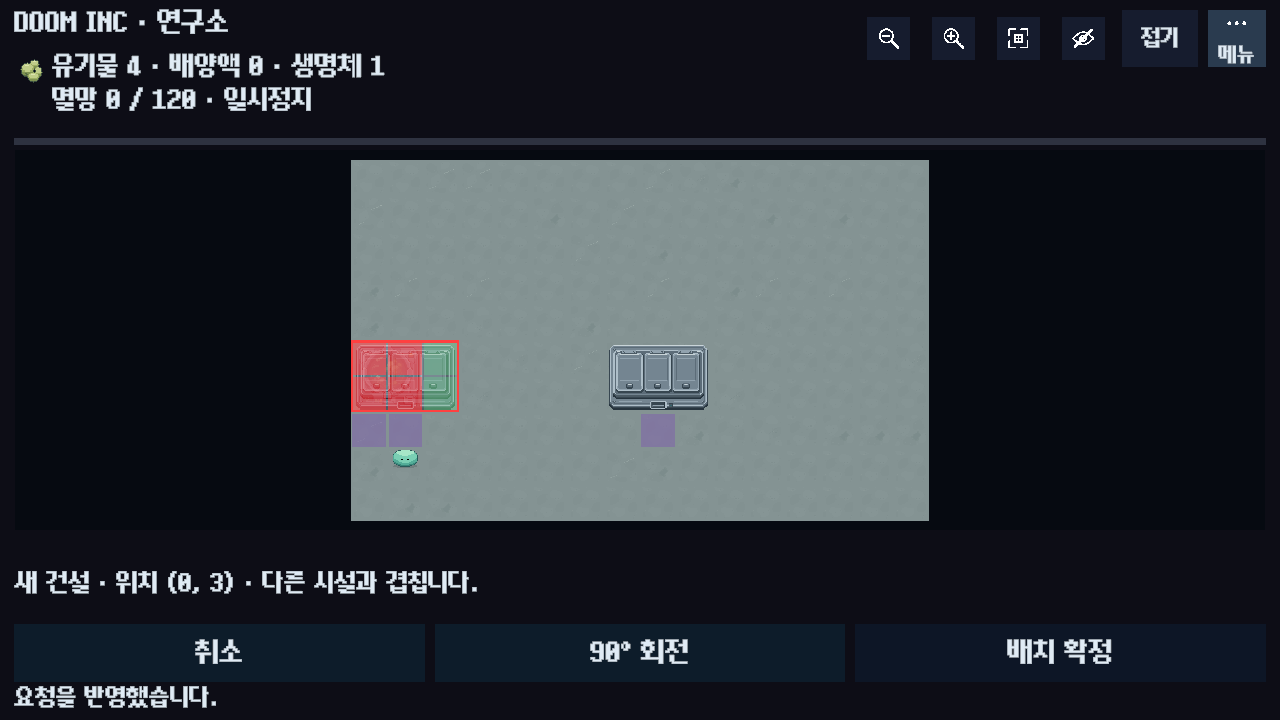 DOOM INC · 연구소
유기물 4 · 배양액 0 · 생명체 1
멸망 0 / 120 · 일시정지
접기
메뉴
새 건설 · 위치 (0, 3) · 다른 시설과 겹칩니다.
취소
90° 회전
배치 확정
요청을 반영했습니다.